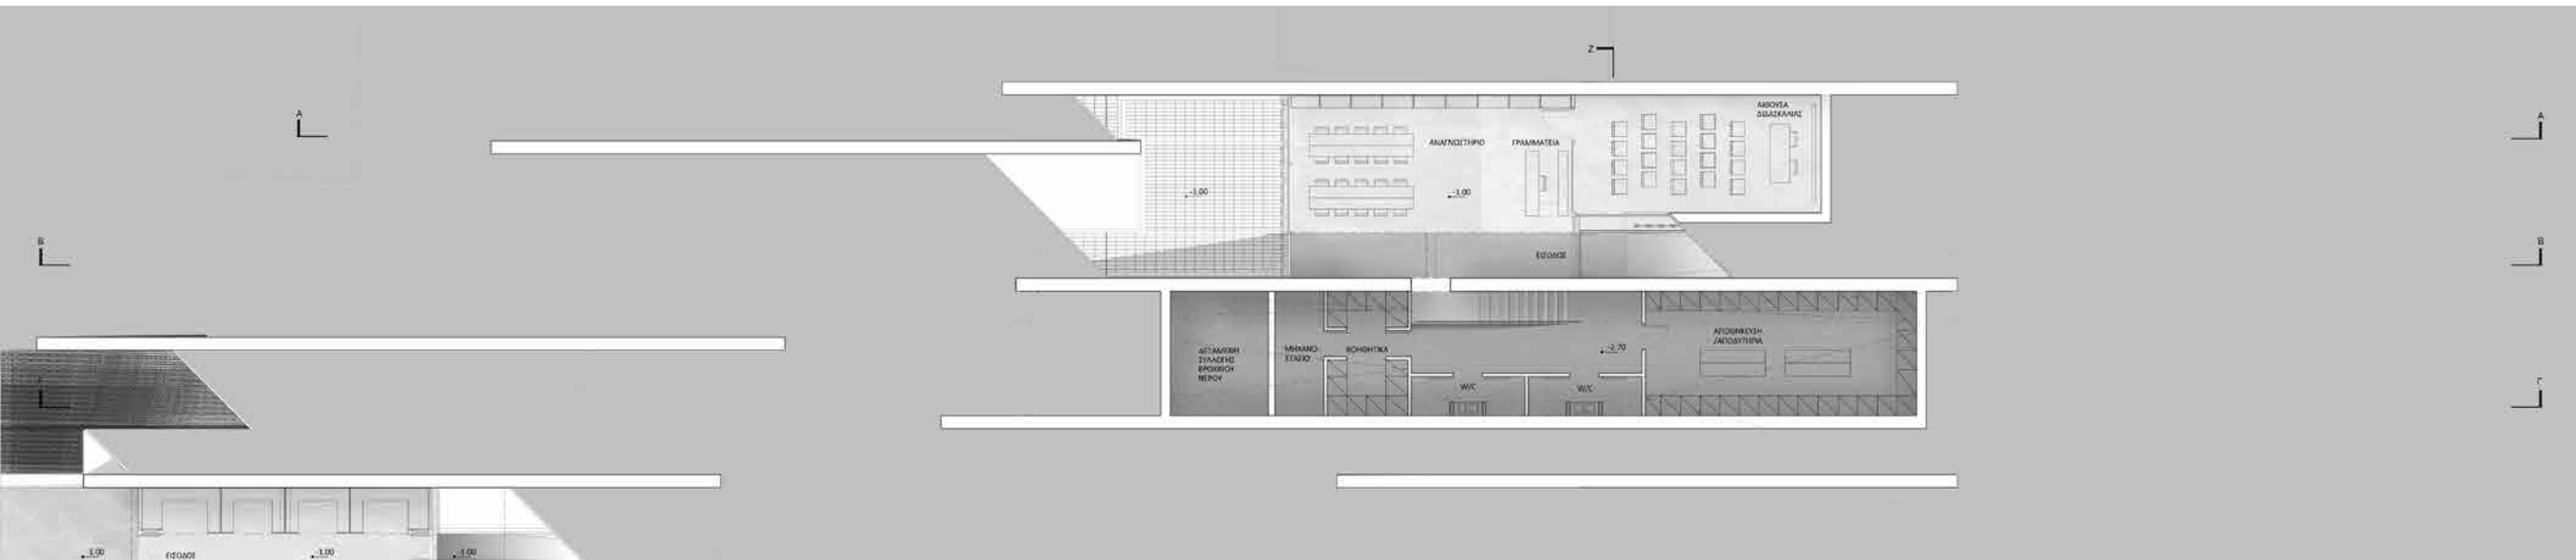 Z
A
A
ΑΙΘΟΥΣΑ
ΔΙΔΑΣΚΑΛΙΑΣ
ΑΝΑΓΝΩΣΤΗΡΙΟ
ΓΡΑΜΜΑΤΕΙΑ
-1.00
-1.00
B
B
ΕΙΣΟΔΟΣ
ΑΠΟΘΗΚΕΥΣΗ
/ΑΠΟΔΥΤΗΡΙΑ
ΔΕΞΑΜΕΝΗ
ΣΥΛΛΟΓΗΣ
ΒΡΟΧΙΝΟΥ
ΝΕΡΟΥ
ΜΗΧΑΝΟ
ΣΤΑΣΙΟ
ΒΟΗΘΗΤΙΚΑ
-2.70
W/C
W/C
Γ
Γ
-1.00
ΕΙΣΟΔΟΣ
-1.00
-1.00